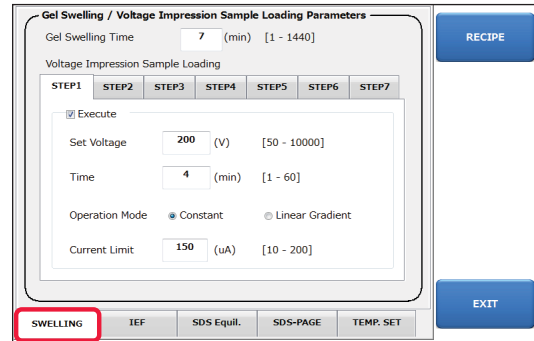 Gel Swelling / Voltage Impression Sample Loading Parameters
RECIPE
Gel Swelling Time 7 (min) [1 - 1440]
Voltage Impression Sample Loading
STEP1 STEP2 STEP3 STEP4 STEP5 STEP6 STEP7
Execute
Set Voltage 200 (V) [50 - 10000]
Time 4 (min) [1 - 60]
Operation Mode Constant Linear Gradient
Current Limit 150 (uA) [10 - 200]
EXIT
SWELLING IEF SDS Equil. SDS-PAGE TEMP. SET